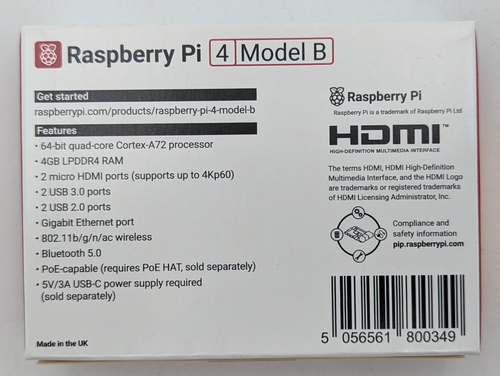 Raspberry Pi 4 Model B
Get started
raspberrypi.com/products/raspberry-pi-4-model-b
Features
• 64-bit quad-core Cortex-A72 processor
• 4GB LPDDR4 RAM
• 2 micro HDMI ports (supports up to 4Kp60)
• 2 USB 3.0 ports
• 2 USB 2.0 ports
• Gigabit Ethernet port
• 802.11b/g/n/ac wireless
• Bluetooth 5.0
• PoE-capable (requires PoE HAT, sold separately)
• 5V/3A USB-C power supply required
(sold separately)
Made in the UK
Raspberry Pi
Raspberry Pi is a trademark of Raspberry Pi Ltd
HDMI™
HIGH-DEFINITION MULTIMEDIA INTERFACE
The terms HDMI, HDMI High-Definition
Multimedia Interface, and the HDMI Logo
are trademarks or registered trademarks
of HDMI Licensing Administrator, Inc.
Compliance and
safety information
pip.raspberrypi.com
5 056561 800349